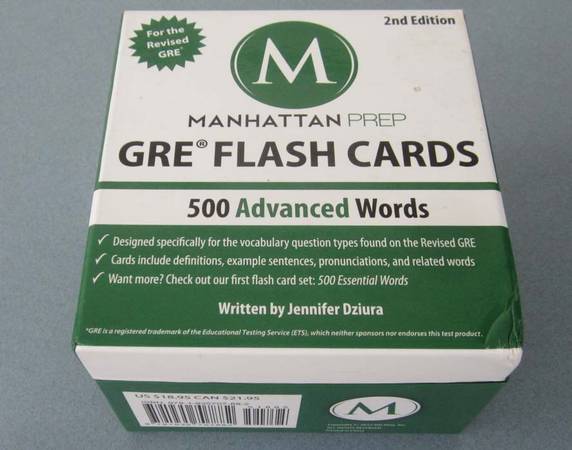 For the
Revised
GRE®
2nd Edition
M
MANHATTAN PREP
GRE® FLASH CARDS
500 Advanced Words
✓ Designed specifically for the vocabulary question types found on the Revised GRE
✓ Cards include definitions, example sentences, pronunciations, and related words
✓ Want more? Check out our first flash card set: 500 Essential Words
Written by Jennifer Dziura
*GRE is a registered trademark of the Educational Testing Service (ETS), which neither sponsors nor endorses this test product.
US $18.95 CAN $21.95
M